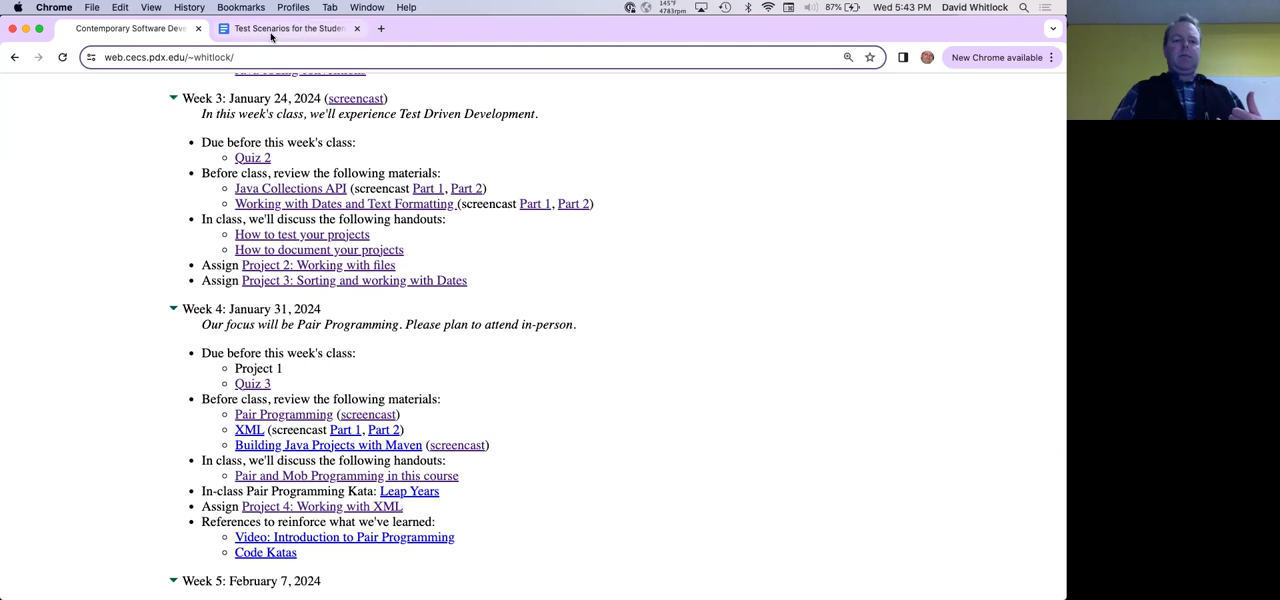 Chrome File Edit View History Bookmarks Profiles Tab Window Help 145°F 4783rpm 87% Wed 5:43 PM David Whitlock
Contemporary Software Deve Test Scenarios for the Studen
web.cecs.pdx.edu/~whitlock/ New Chrome available
Week 3: January 24, 2024 (screencast)
In this week's class, we'll experience Test Driven Development.
• Due before this week's class:
Quiz 2
• Before class, review the following materials:
Java Collections API (screencast Part 1, Part 2)
Working with Dates and Text Formatting (screencast Part 1, Part 2)
• In class, we'll discuss the following handouts:
How to test your projects
How to document your projects
• Assign Project 2: Working with files
• Assign Project 3: Sorting and working with Dates
Week 4: January 31, 2024
Our focus will be Pair Programming. Please plan to attend in-person.
• Due before this week's class:
Project 1
Quiz 3
• Before class, review the following materials:
Pair Programming (screencast)
XML (screencast Part 1, Part 2)
Building Java Projects with Maven (screencast)
• In class, we'll discuss the following handouts:
Pair and Mob Programming in this course
• In-class Pair Programming Kata: Leap Years
• Assign Project 4: Working with XML
• References to reinforce what we've learned:
Video: Introduction to Pair Programming
Code Katas
Week 5: February 7, 2024